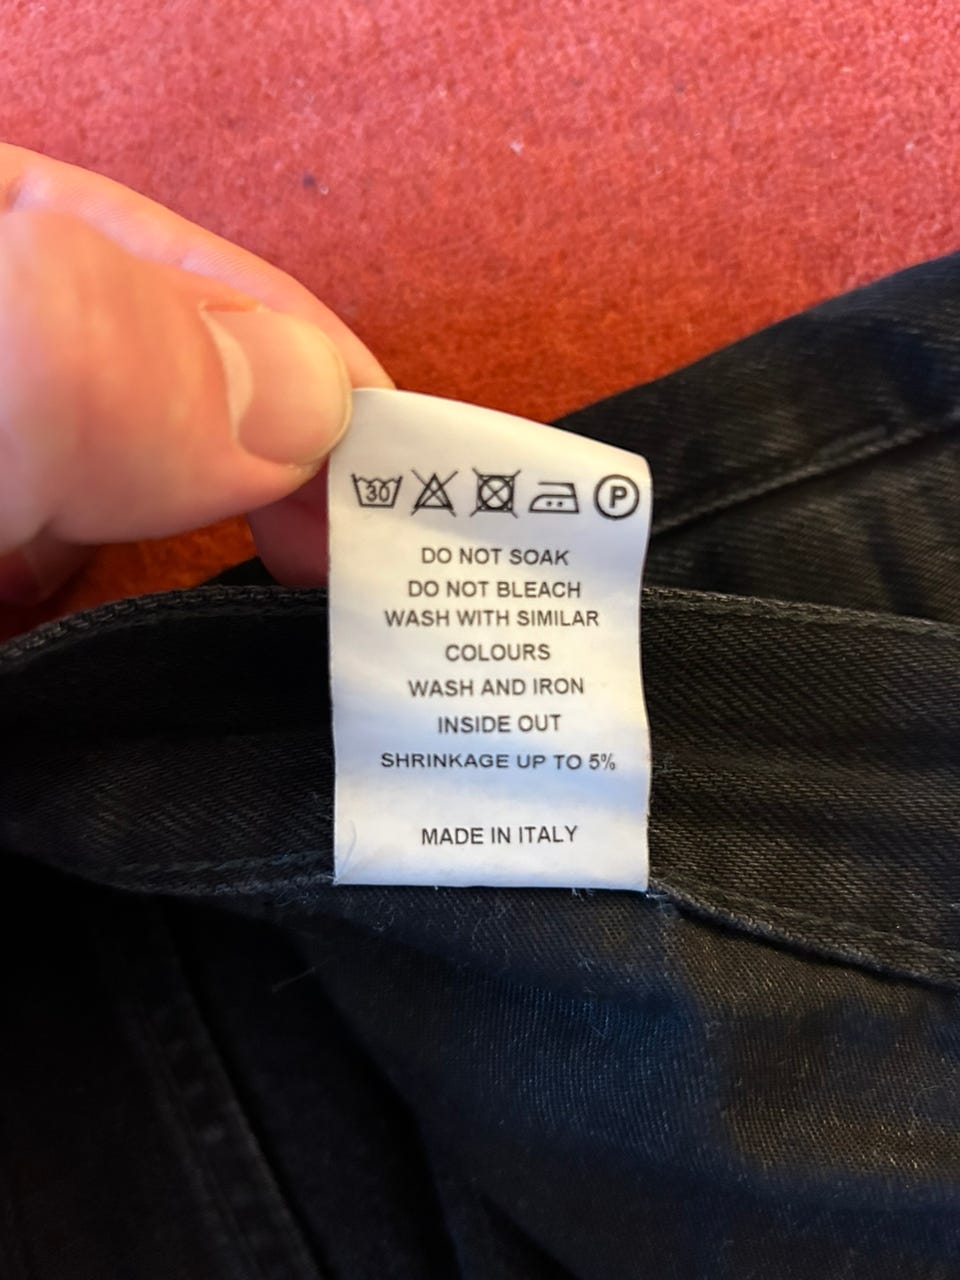 30 P
DO NOT SOAK
DO NOT BLEACH
WASH WITH SIMILAR
COLOURS
WASH AND IRON
INSIDE OUT
SHRINKAGE UP TO 5%
MADE IN ITALY